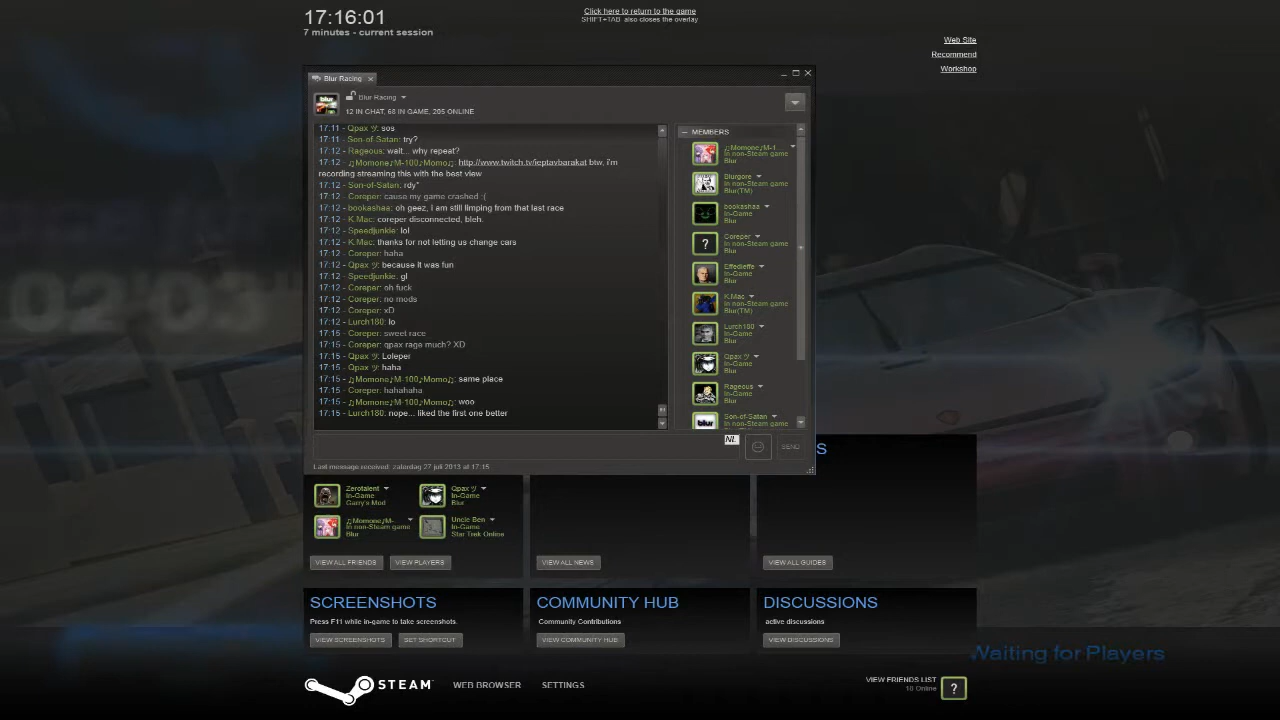 17:16:01
7 minutes - current session
Click here to return to the game
SHIFT+TAB also closes the overlay
Web Site
Recommend
Workshop
Blur Racing
Blur Racing
12 IN CHAT, 68 IN GAME, 205 ONLINE
17:11 - Qpax ヅ: sos
17:11 - Son-of-Satan: try?
17:12 - Rageous: wait... why repeat?
17:12 - ♫Momone♪M-100♪Momo♫: http://www.twitch.tv/jeptavbarakat btw, i'm
recording streaming this with the best view
17:12 - Son-of-Satan: rdy*
17:12 - Coreper: cause my game crashed :(
17:12 - bookashaa: oh geez, I am still limping from that last race
17:12 - K.Mac: coreper disconnected, bleh.
17:12 - Speedjunkie: lol
17:12 - K.Mac: thanks for not letting us change cars
17:12 - Coreper: haha
17:12 - Qpax ヅ: because it was fun
17:12 - Speedjunkie: gl
17:12 - Coreper: oh fuck
17:12 - Coreper: no mods
17:12 - Coreper: xD
17:12 - Lurch180: lo
17:15 - Coreper: sweet race
17:15 - Coreper: qpax rage much? XD
17:15 - Qpax ヅ: Loleper
17:15 - Qpax ヅ: haha
17:15 - ♫Momone♪M-100♪Momo♫: same place
17:15 - Coreper: hahahaha
17:15 - ♫Momone♪M-100♪Momo♫: woo
17:15 - Lurch180: nope... liked the first one better
MEMBERS
♫Momone♪M-1
In non-Steam game
Blur
Blurgore
In non-Steam game
Blur(TM)
bookashaa
In-Game
Blur
Coreper
In non-Steam game
Blur
Effedieffe
In-Game
Blur
K.Mac
In non-Steam game
Blur(TM)
Lurch180
In-Game
Blur
Qpax ヅ
In-Game
Blur
Rageous
In-Game
Blur
Son-of-Satan
In non-Steam game
NL
SEND
Last message received: zaterdag 27 juli 2013 at 17:15
S
Zerotalent
In-Game
Garry's Mod
Qpax ヅ
In-Game
Blur
♫Momone♪M-
In non-Steam game
Blur
Uncle Ben
In-Game
Star Trek Online
VIEW ALL FRIENDS
VIEW PLAYERS
VIEW ALL NEWS
VIEW ALL GUIDES
SCREENSHOTS
Press F11 while in-game to take screenshots.
VIEW SCREENSHOTS
SET SHORTCUT
COMMUNITY HUB
Community Contributions
VIEW COMMUNITY HUB
DISCUSSIONS
active discussions
VIEW DISCUSSIONS
Waiting for Players
STEAM
WEB BROWSER
SETTINGS
VIEW FRIENDS LIST
10 Online